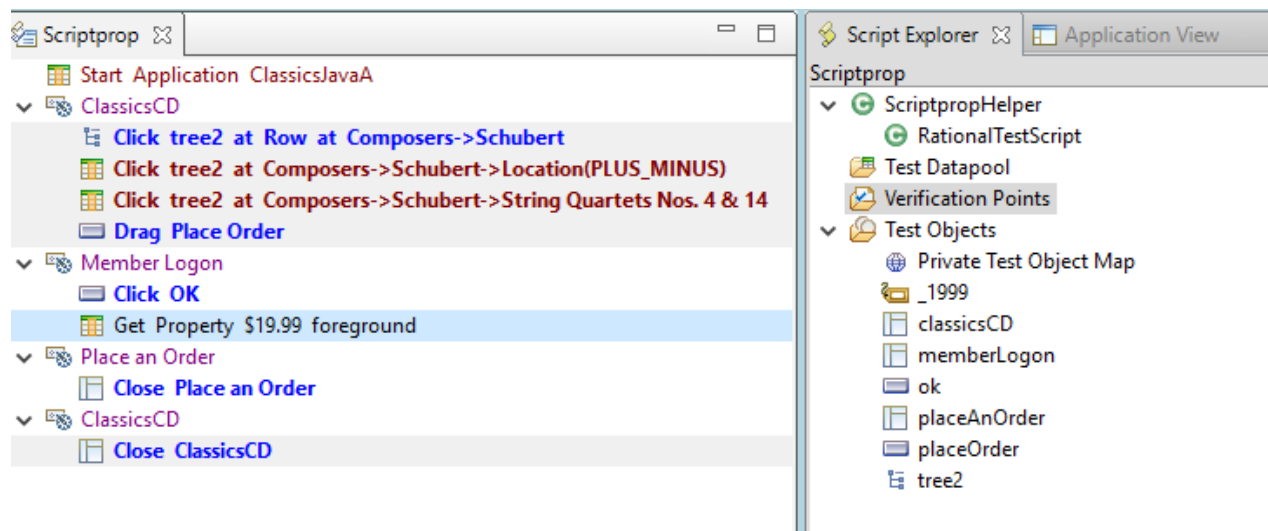 Scriptprop
Start Application ClassicsJavaA
ClassicsCD
Click tree2 at Row at Composers->Schubert
Click tree2 at Composers->Schubert->Location(PLUS_MINUS)
Click tree2 at Composers->Schubert->String Quartets Nos. 4 & 14
Drag Place Order
Member Logon
Click OK
Get Property $19.99 foreground
Place an Order
Close Place an Order
ClassicsCD
Close ClassicsCD
Script Explorer
Application View
Scriptprop
ScriptpropHelper
RationalTestScript
Test Datapool
Verification Points
Test Objects
Private Test Object Map
_1999
classicsCD
memberLogon
ok
placeAnOrder
placeOrder
tree2